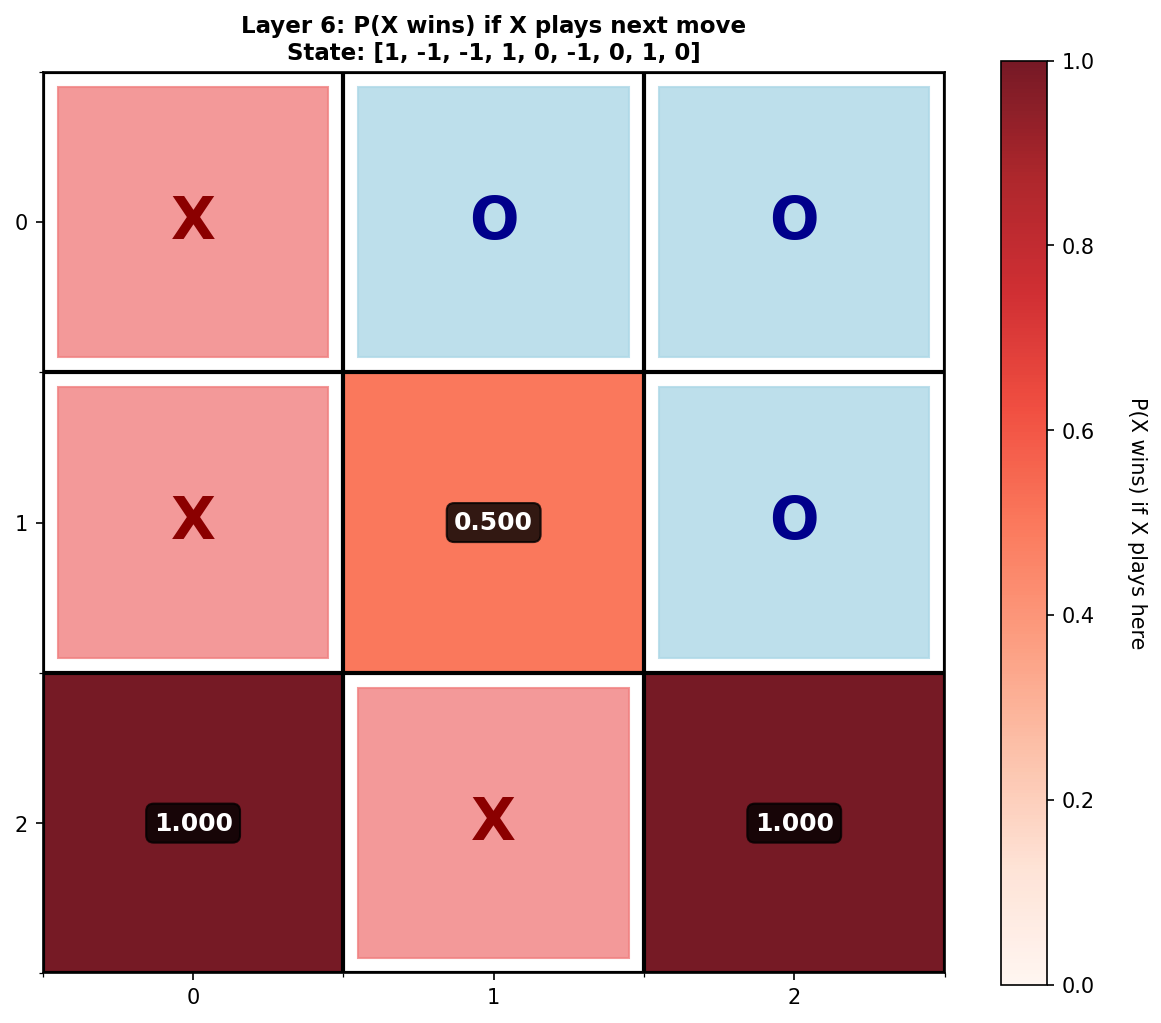 Layer 6: P(X wins) if X plays next move
State: [1, -1, -1, 1, 0, -1, 0, 1, 0]
X O O
X 0.500 O
1.000 X 1.000
0
1
2
0 1 2
1.0
0.8
0.6
0.4
0.2
0.0
P(X wins) if X plays here